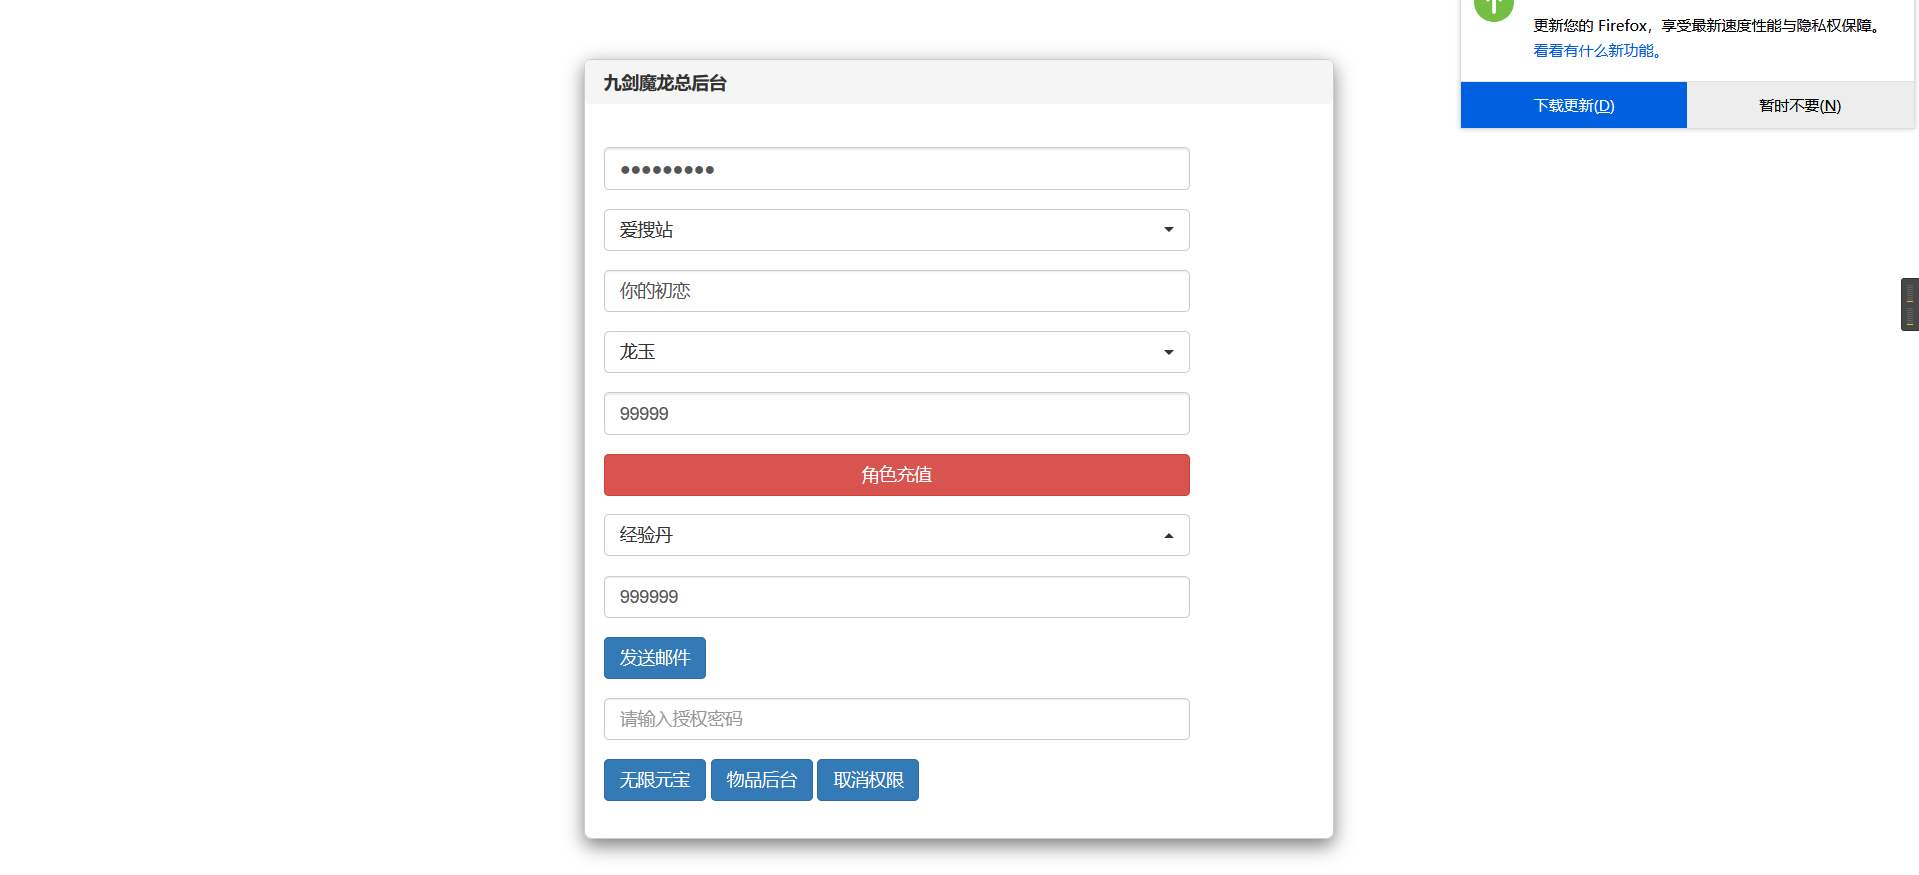 更新您的 Firefox，享受最新速度性能与隐私权保障。
看看有什么新功能。
下载更新(D)
暂时不要(N)
九剑魔龙总后台
●●●●●●●●●
爱搜站
你的初恋
龙玉
99999
角色充值
经验丹
999999
发送邮件
请输入授权密码
无限元宝 物品后台 取消权限